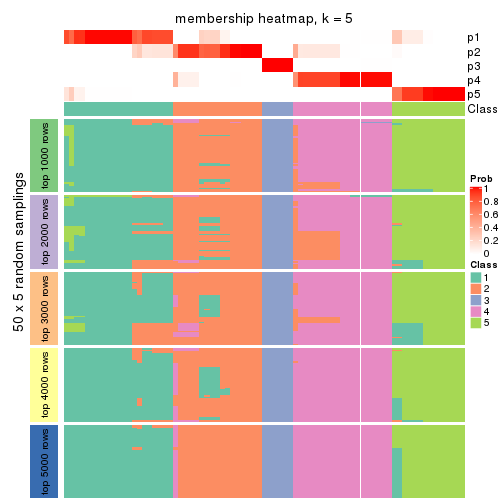 membership heatmap, k = 5
p1
p2
p3
p4
p5
Class
50 x 5 random samplings
top 1000 rows
top 2000 rows
top 3000 rows
top 4000 rows
top 5000 rows
Prob
1
0.8
0.6
0.4
0.2
0
Class
1
2
3
4
5